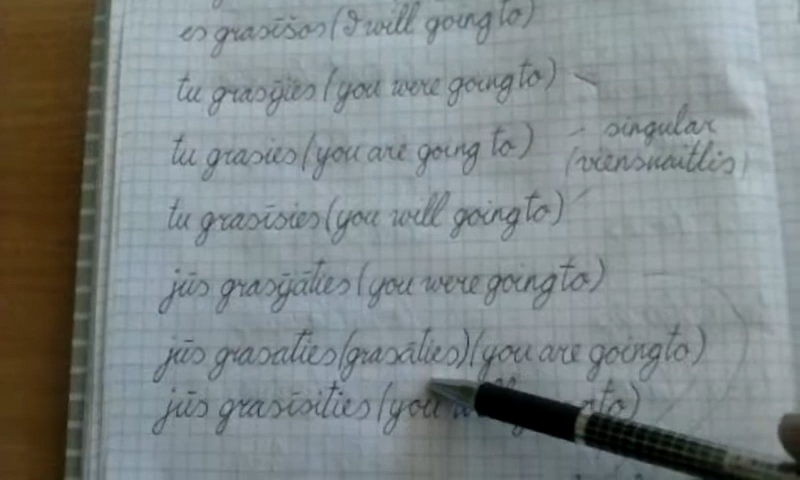 es grasīšos (I will going to)
tu grasījies (you were going to)
tu grasies (you are going to) - singular
(vienskaitlis)
tu grasīsies (you will going to)
jūs grasījāties (you were going to)
jūs grasaties (grasāties) (you are going to)
jūs grasīsities (you to)